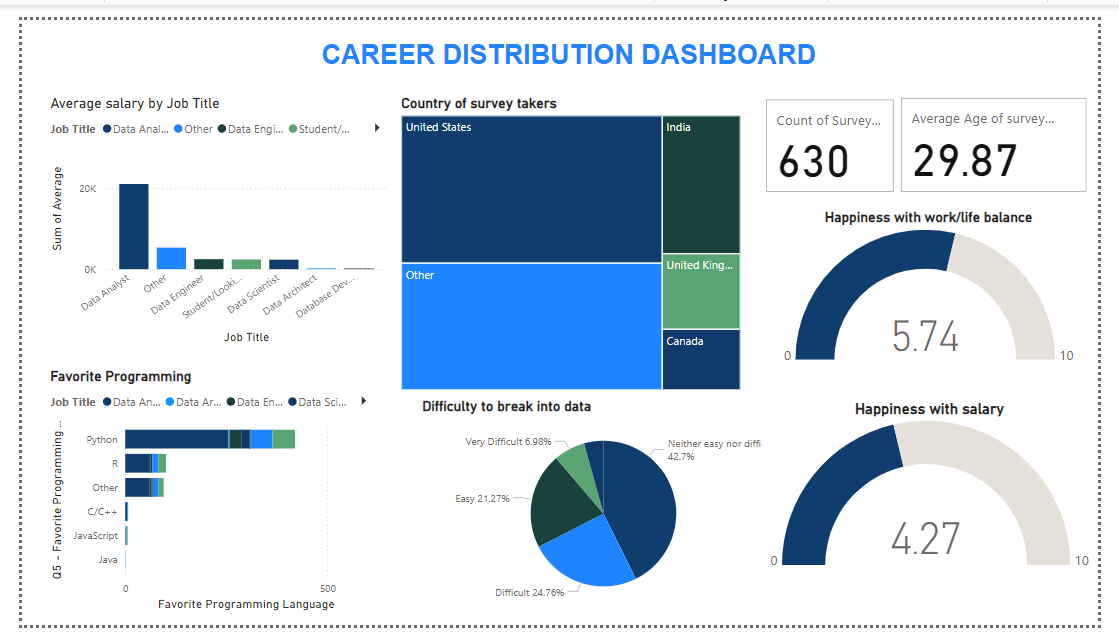 CAREER DISTRIBUTION DASHBOARD
Average salary by Job Title
Job Title Data Anal... Other Data Engi... Student/...
Sum of Average
20K
0K
Data Analyst
Other
Data Engineer
Student/Looki...
Data Scientist
Data Architect
Database Dev...
Job Title
Country of survey takers
United States
India
Other
United King...
Canada
Count of Survey...
630
Average Age of survey...
29.87
Happiness with work/life balance
5.74
0
10
Favorite Programming
Job Title Data An... Data Ar... Data En... Data Sci...
Q5 - Favorite Programming ...
Python
R
Other
C/C++
JavaScript
Java
0
500
Favorite Programming Language
Difficulty to break into data
Very Difficult 6.98%
Neither easy nor diffi
42.7%
Easy 21.27%
Difficult 24.76%
Happiness with salary
4.27
0
10